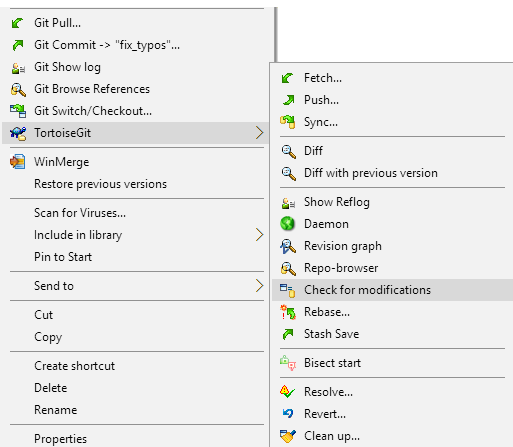 Git Pull...
Git Commit -> "fix_typos"...
Git Show log
Git Browse References
Git Switch/Checkout...
TortoiseGit
WinMerge
Restore previous versions
Scan for Viruses...
Include in library
Pin to Start
Send to
Cut
Copy
Create shortcut
Delete
Rename
Properties
Fetch...
Push...
Sync...
Diff
Diff with previous version
Show Reflog
Daemon
Revision graph
Repo-browser
Check for modifications
Rebase...
Stash Save
Bisect start
Resolve...
Revert...
Clean up...